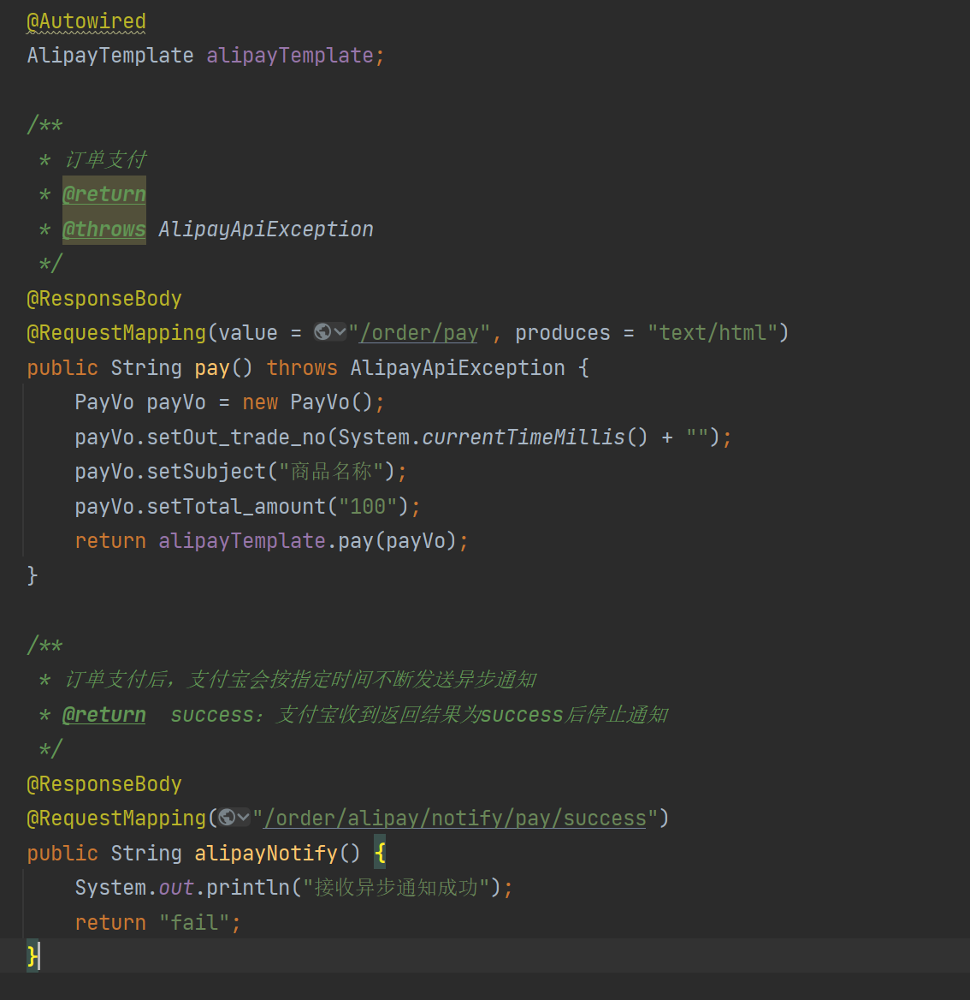 @Autowired
AlipayTemplate alipayTemplate;
/**
 * 订单支付
 * @return
 * @throws AlipayApiException
 */
@ResponseBody
@RequestMapping(value = "/order/pay", produces = "text/html")
public String pay() throws AlipayApiException {
    PayVo payVo = new PayVo();
    payVo.setOut_trade_no(System.currentTimeMillis() + "");
    payVo.setSubject("商品名称");
    payVo.setTotal_amount("100");
    return alipayTemplate.pay(payVo);
}
/**
 * 订单支付后，支付宝会按指定时间不断发送异步通知
 * @return  success：支付宝收到返回结果为success后停止通知
 */
@ResponseBody
@RequestMapping("/order/alipay/notify/pay/success")
public String alipayNotify() {
    System.out.println("接收异步通知成功");
    return "fail";
}